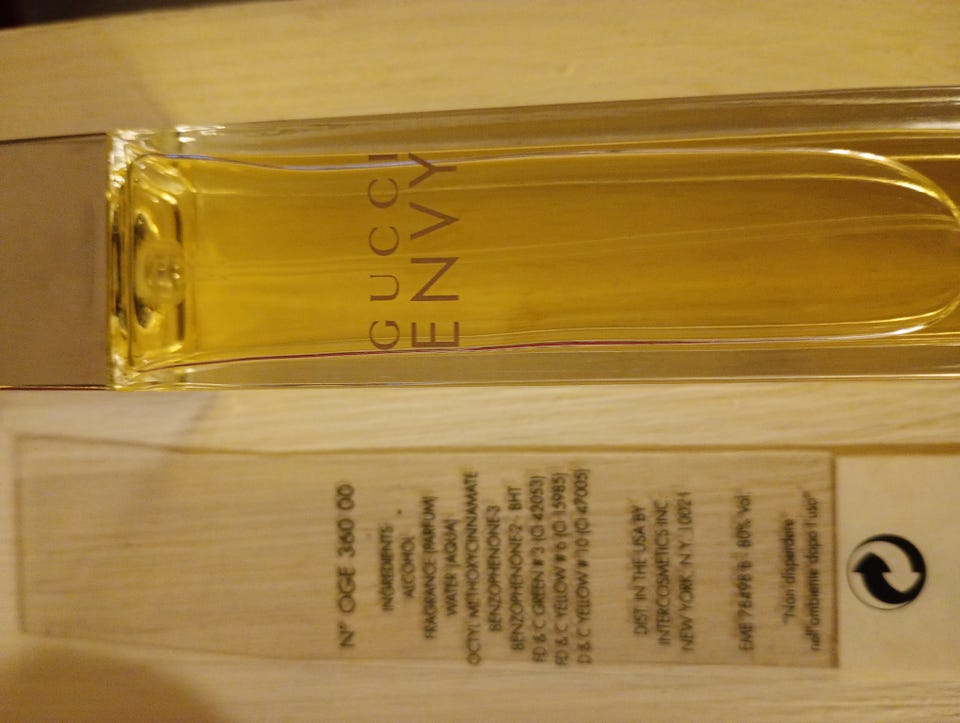 GUCCI
ENVY
N° OGE 360 00
INGREDIENTS:
ALCOHOL
FRAGRANCE (PARFUM)
WATER (AQUA)
OCTYL METHOXYCINNAMATE
BENZOPHENONE-3
BENZOPHENONE-2 - BHT
FD & C GREEN # 3 (CI 42053)
FD & C YELLOW # 6 (CI 15985)
D & C YELLOW # 10 (CI 47005)
DIST IN THE USA BY
INTERCOSMETICS INC.
NEW YORK, N.Y. 10021
EMB 76498 B 80% Vol
"Non disperdere
nell'ambiente dopo l'uso"